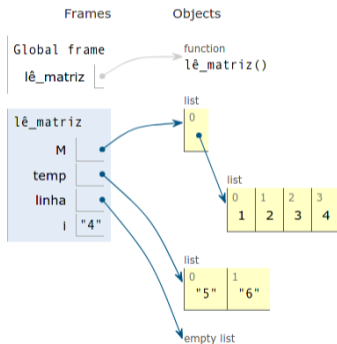 Frames Objects
Global frame
lê_matriz
function
lê_matriz()
lê_matriz
M
temp
linha
l "4"
list
0
list
0 1 2 3
1 2 3 4
list
0 1
"5" "6"
empty list